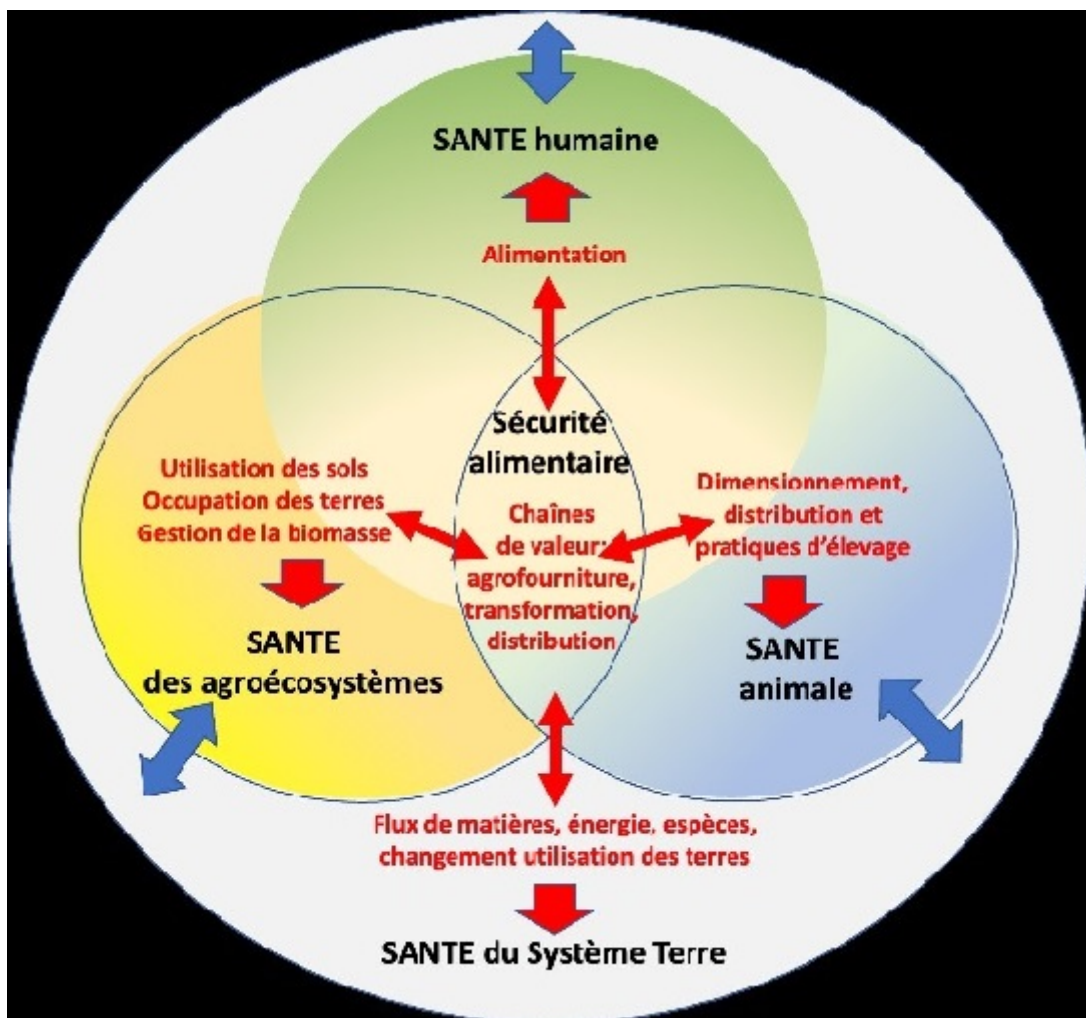 SANTE humaine
Alimentation
Sécurité
alimentaire
Utilisation des sols
Occupation des terres
Gestion de la biomasse
Chaînes
de valeur:
agrofourniture,
transformation,
distribution
Dimensionnement,
distribution et
pratiques d'élevage
SANTE
des agroécosystèmes
SANTE
animale
Flux de matières, énergie, espèces,
changement utilisation des terres
SANTE du Système Terre